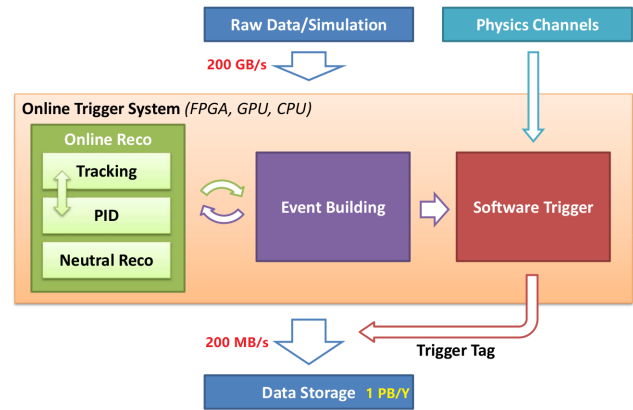 Raw Data/Simulation
Physics Channels
200 GB/s
Online Trigger System (FPGA, GPU, CPU)
Online Reco
Tracking
PID
Neutral Reco
Event Building
Software Trigger
200 MB/s
Trigger Tag
Data Storage 1 PB/Y